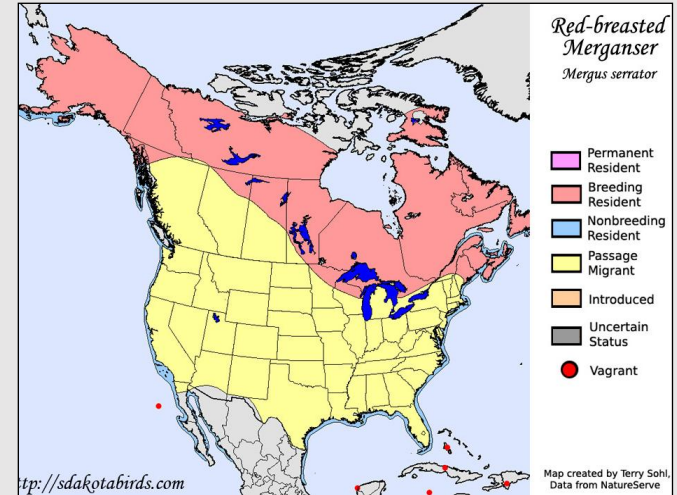 Red-breasted
Merganser
Mergus serrator
Permanent
Resident
Breeding
Resident
Nonbreeding
Resident
Passage
Migrant
Introduced
Uncertain
Status
Vagrant
tp://sdakotabirds.com
Map created by Terry Sohl,
Data from NatureServe